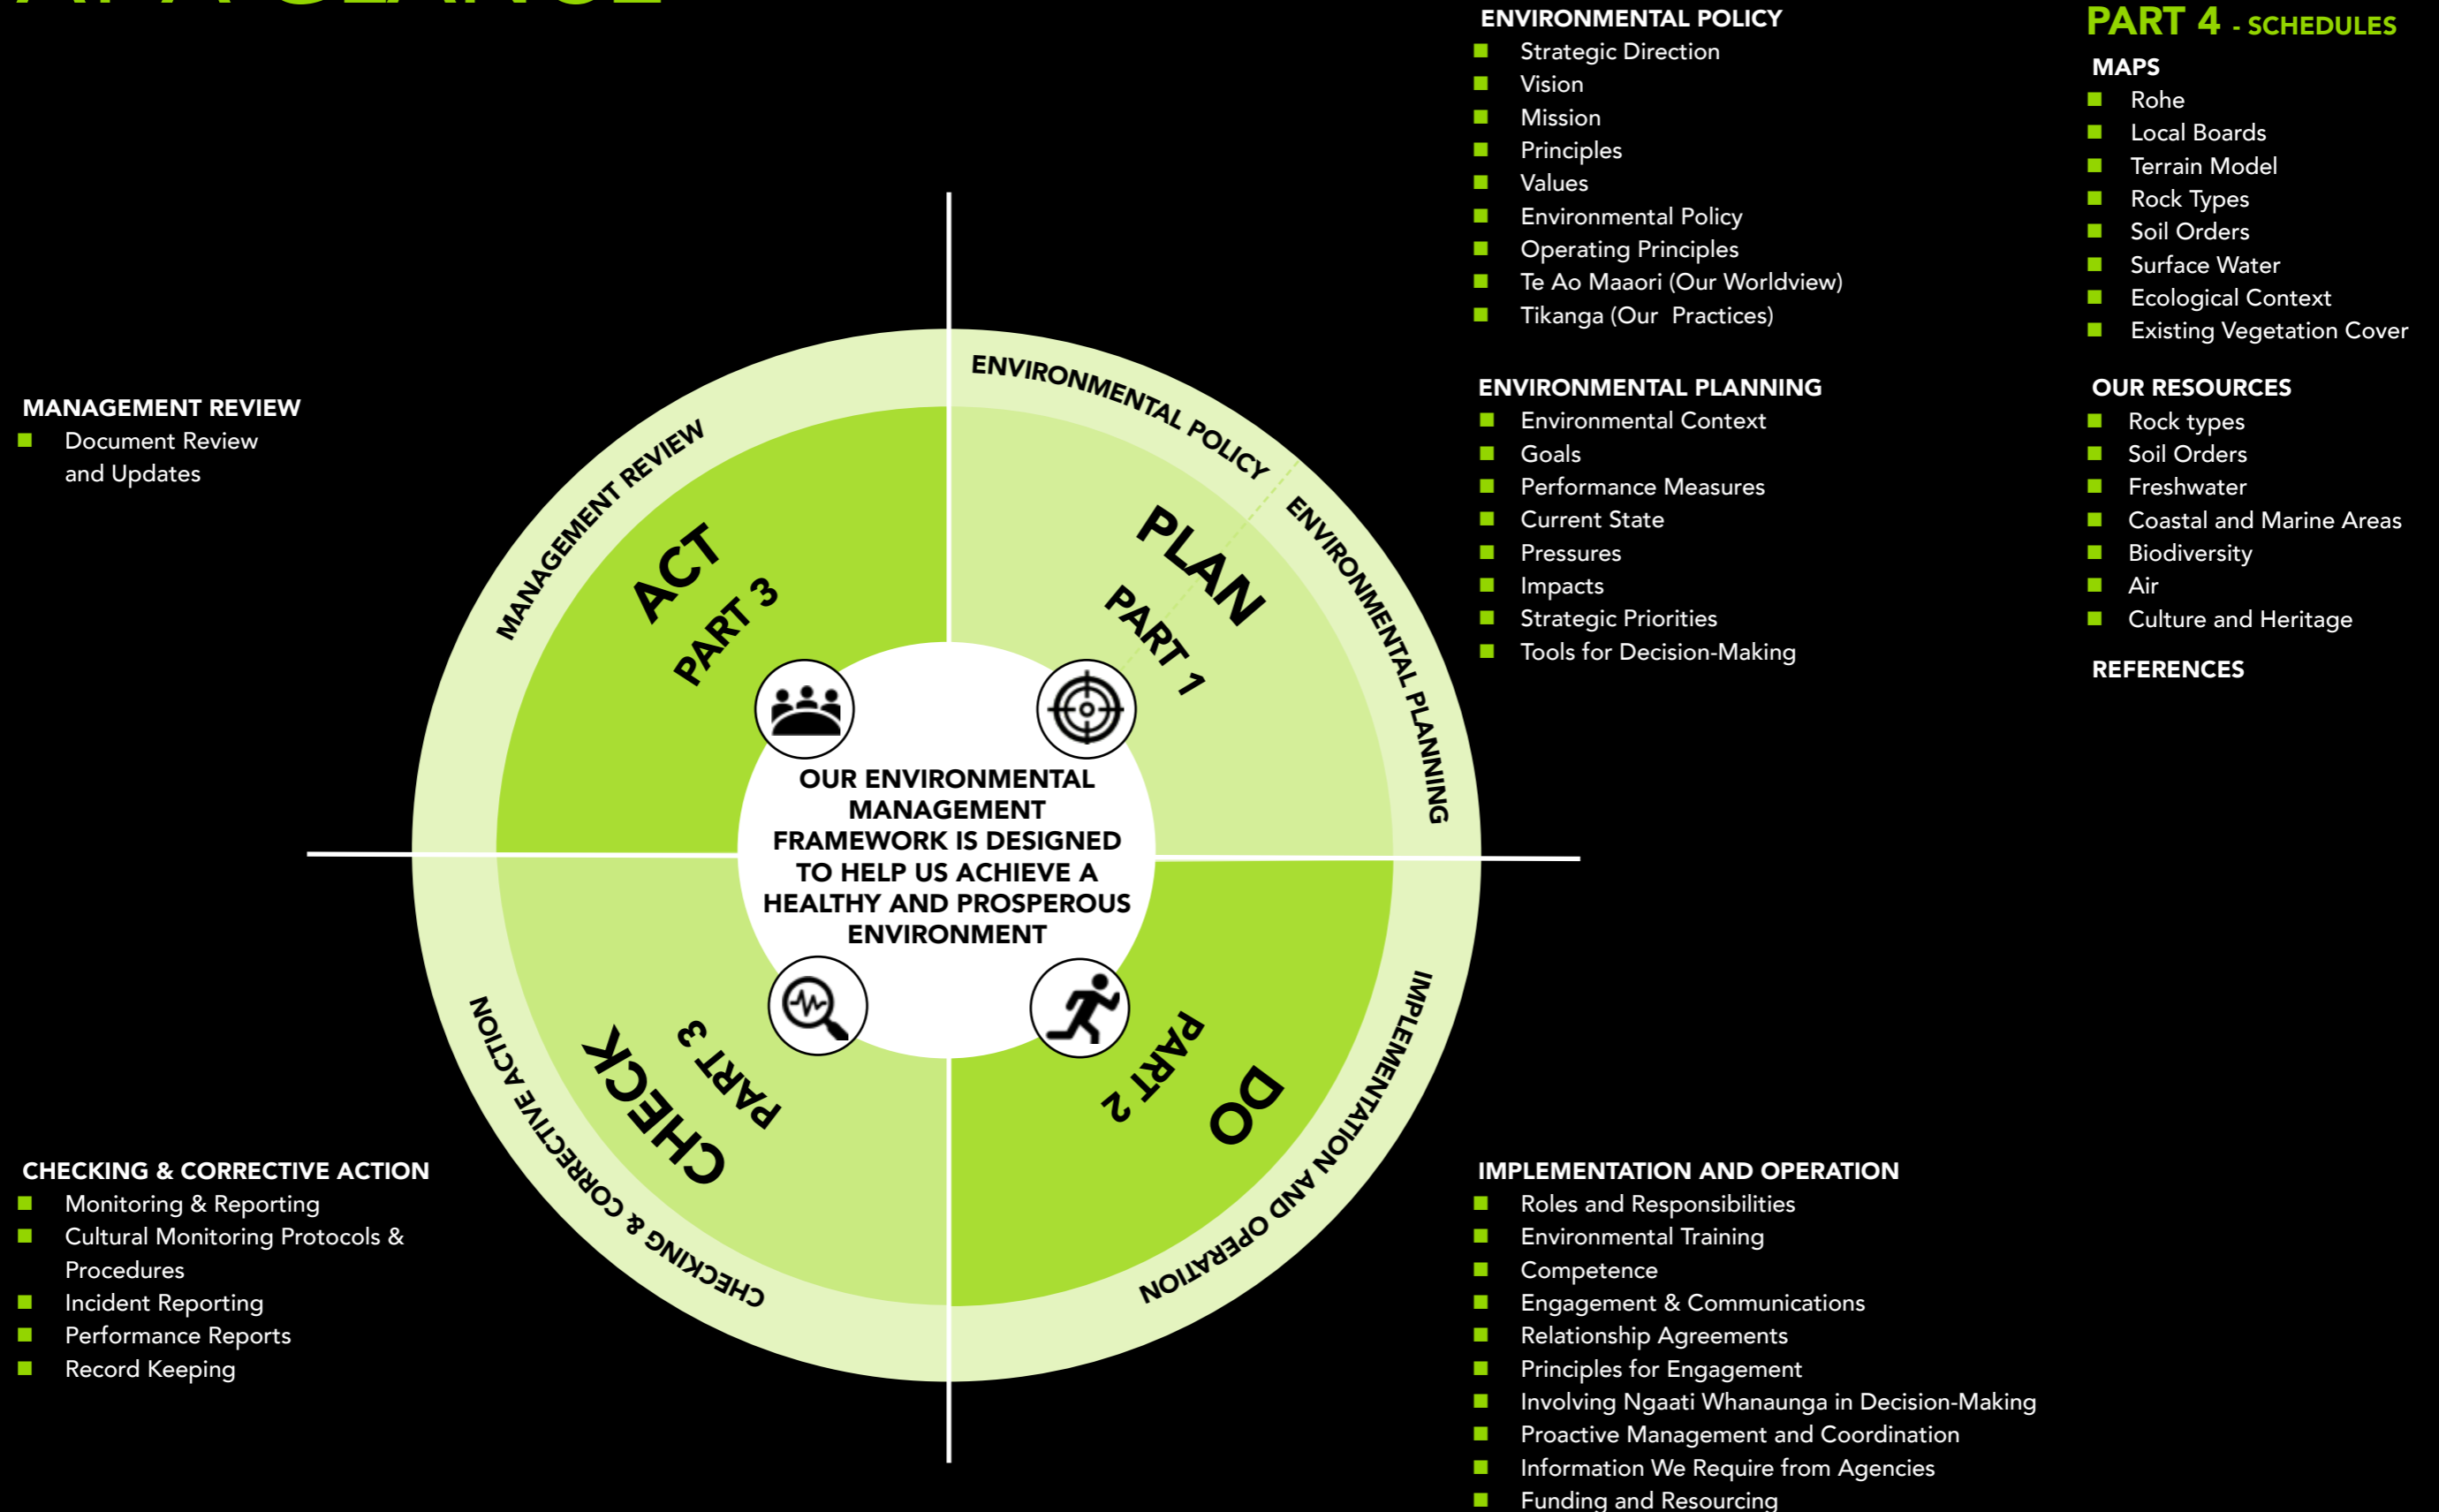 AT A GLANCE
ENVIRONMENTAL POLICY
Strategic Direction
Vision
Mission
Principles
Values
Environmental Policy
Operating Principles
Te Ao Maaori (Our Worldview)
Tikanga (Our  Practices)
ENVIRONMENTAL PLANNING
Environmental Context
Goals
Performance Measures
Current State
Pressures
Impacts
Strategic Priorities
Tools for Decision-Making
PART 4 - SCHEDULES
MAPS
Rohe
Local Boards
Terrain Model
Rock Types
Soil Orders
Surface Water
Ecological Context
Existing Vegetation Cover
OUR RESOURCES
Rock types
Soil Orders
Freshwater
Coastal and Marine Areas
Biodiversity
Air
Culture and Heritage
REFERENCES
MANAGEMENT REVIEW
Document Review
and Updates
MANAGEMENT REVIEW
ACT
PART 3
ENVIRONMENTAL POLICY
ENVIRONMENTAL PLANNING
PLAN
PART 1
OUR ENVIRONMENTAL
MANAGEMENT
FRAMEWORK IS DESIGNED
TO HELP US ACHIEVE A
HEALTHY AND PROSPEROUS
ENVIRONMENT
CHECKING & CORRECTIVE ACTION
CHECK
PART 3
IMPLEMENTATION AND OPERATION
DO
PART 2
CHECKING & CORRECTIVE ACTION
Monitoring & Reporting
Cultural Monitoring Protocols &
Procedures
Incident Reporting
Performance Reports
Record Keeping
IMPLEMENTATION AND OPERATION
Roles and Responsibilities
Environmental Training
Competence
Engagement & Communications
Relationship Agreements
Principles for Engagement
Involving Ngaati Whanaunga in Decision-Making
Proactive Management and Coordination
Information We Require from Agencies
Funding and Resourcing